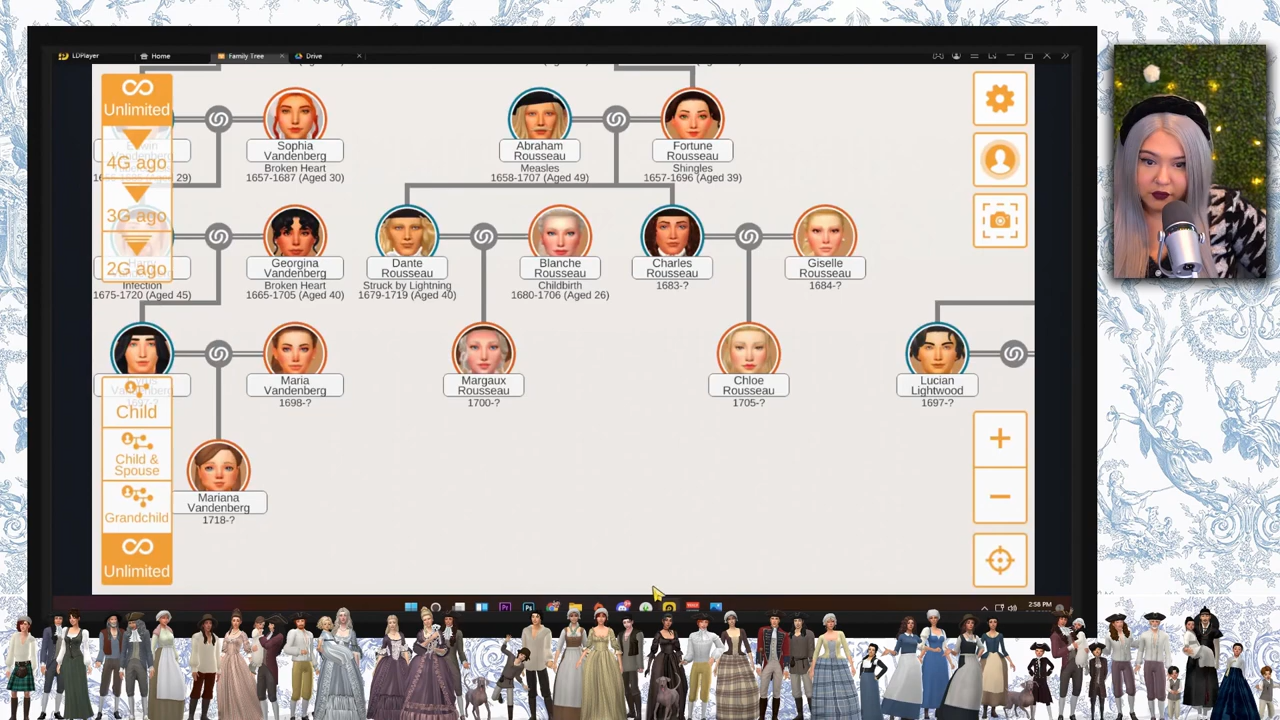 LDPlayer
Home
Family Tree
Drive
Unlimited
4G ago
3G ago
2G ago
Sophia
Vandenberg
Broken Heart
1657-1687 (Aged 30)
Abraham
Rousseau
Measles
1658-1707 (Aged 49)
Fortune
Rousseau
Shingles
1657-1696 (Aged 39)
Infection
1675-1720 (Aged 45)
Georgina
Vandenberg
Broken Heart
1665-1705 (Aged 40)
Dante
Rousseau
Struck by Lightning
1679-1719 (Aged 40)
Blanche
Rousseau
Childbirth
1680-1706 (Aged 26)
Charles
Rousseau
1683-?
Giselle
Rousseau
1684-?
Maria
Vandenberg
1698-?
Margaux
Rousseau
1700-?
Chloe
Rousseau
1705-?
Lucian
Lightwood
1697-?
Child
Child &
Spouse
Grandchild
Unlimited
Mariana
Vandenberg
1718-?
2:58 PM